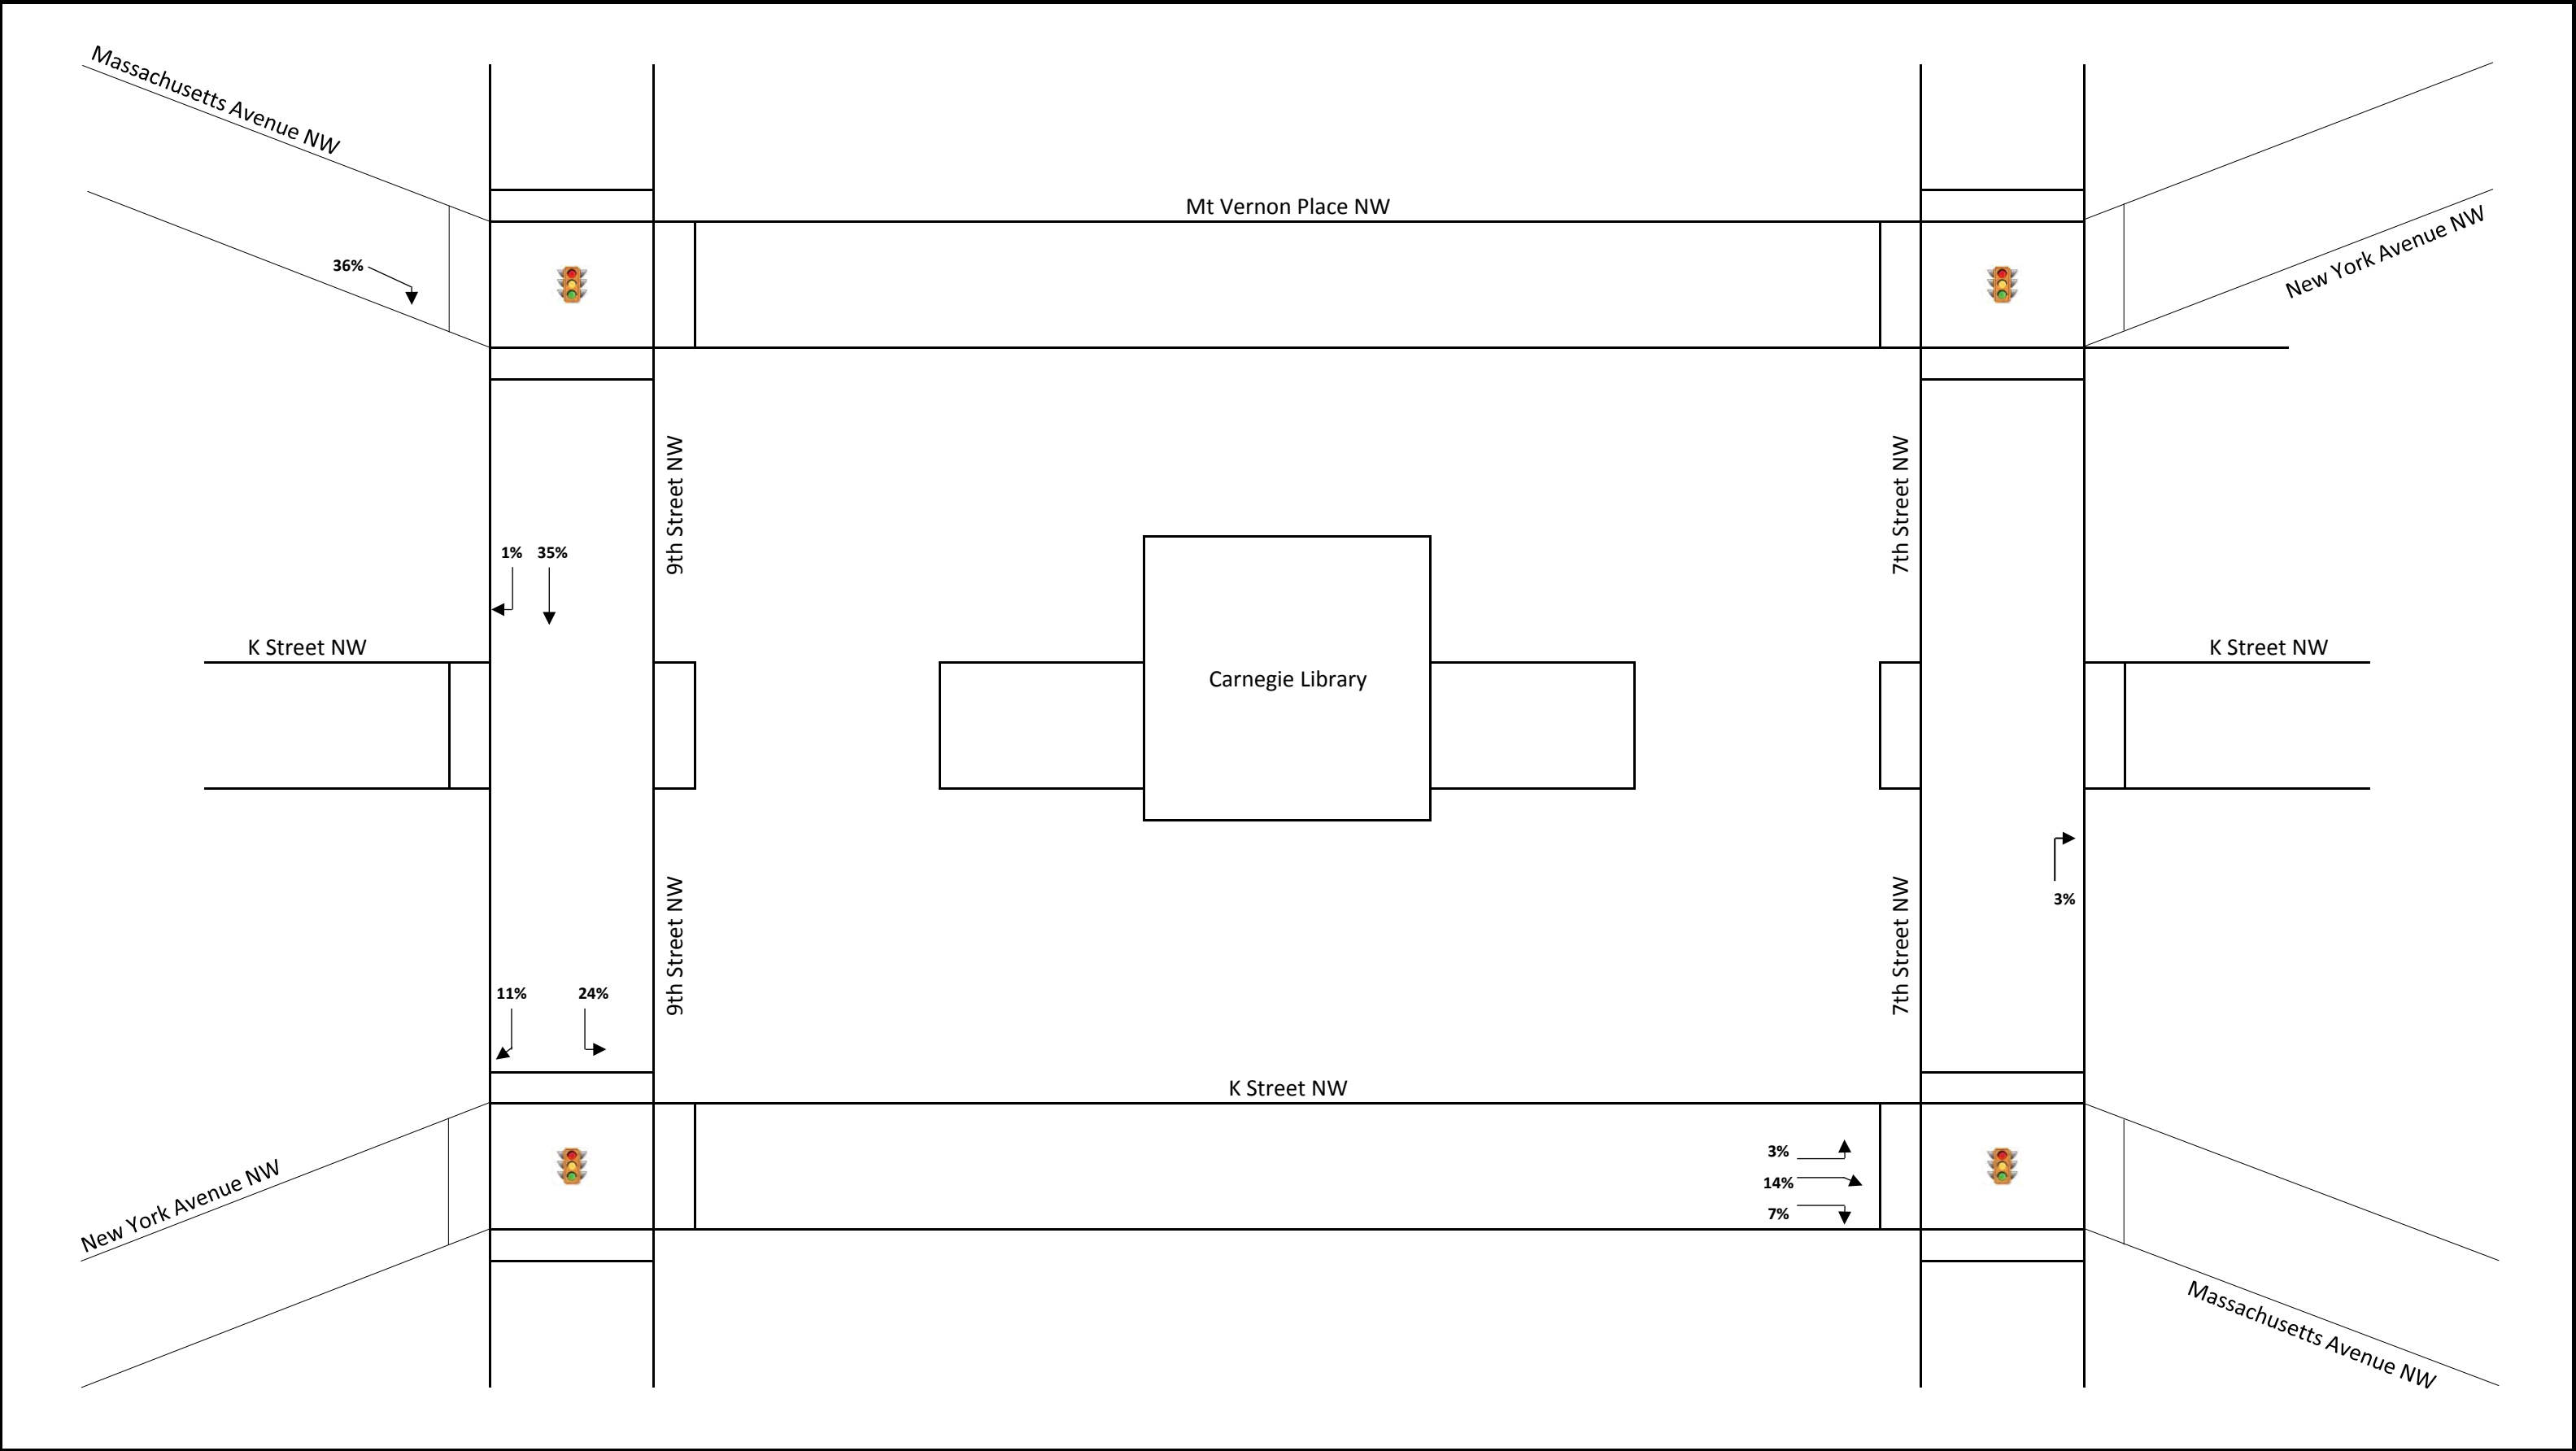 Massachusetts Avenue NW
Mt Vernon Place NW
New York Avenue NW
36%
9th Street NW
7th Street NW
1% 35%
K Street NW
K Street NW
Carnegie Library
3%
9th Street NW
7th Street NW
11% 24%
K Street NW
3%
14%
7%
New York Avenue NW
Massachusetts Avenue NW